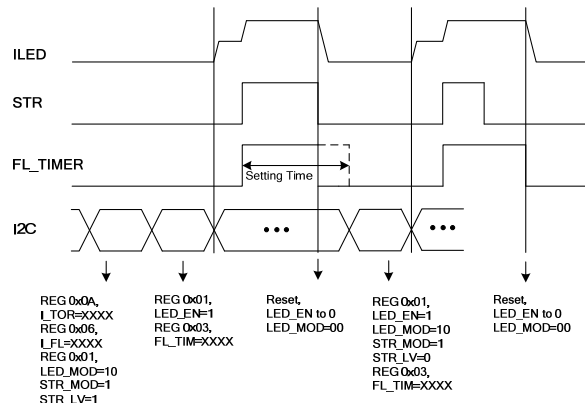 ILED
STR
FL_TIMER
Setting Time
I2C
REG 0x0A,
I_TOR=XXXX
REG 0x06,
I_FL=XXXX
REG 0x01,
LED_MOD=10
STR_MOD=1
STR_LV=1
REG 0x01,
LED_EN=1
REG 0x03,
FL_TIM=XXXX
Reset,
LED_EN to 0
LED_MOD=00
REG 0x01,
LED_EN=1
LED_MOD=10
STR_MOD=1
STR_LV=0
REG 0x03,
FL_TIM=XXXX
Reset,
LED_EN to 0
LED_MOD=00